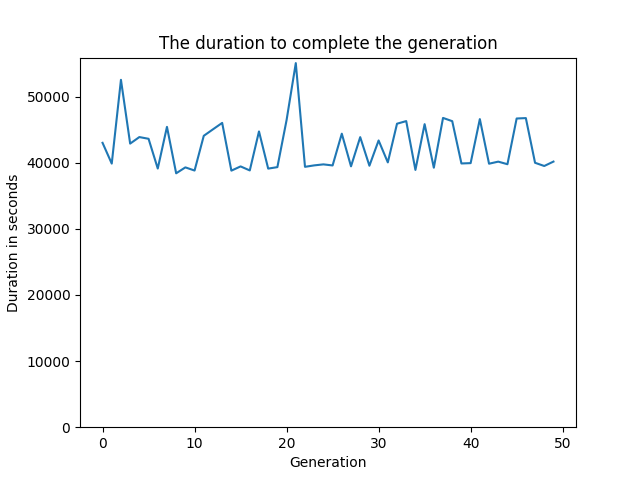 The duration to complete the generation
Duration in seconds
50000
40000
30000
20000
10000
0
0 10 20 30 40 50
Generation